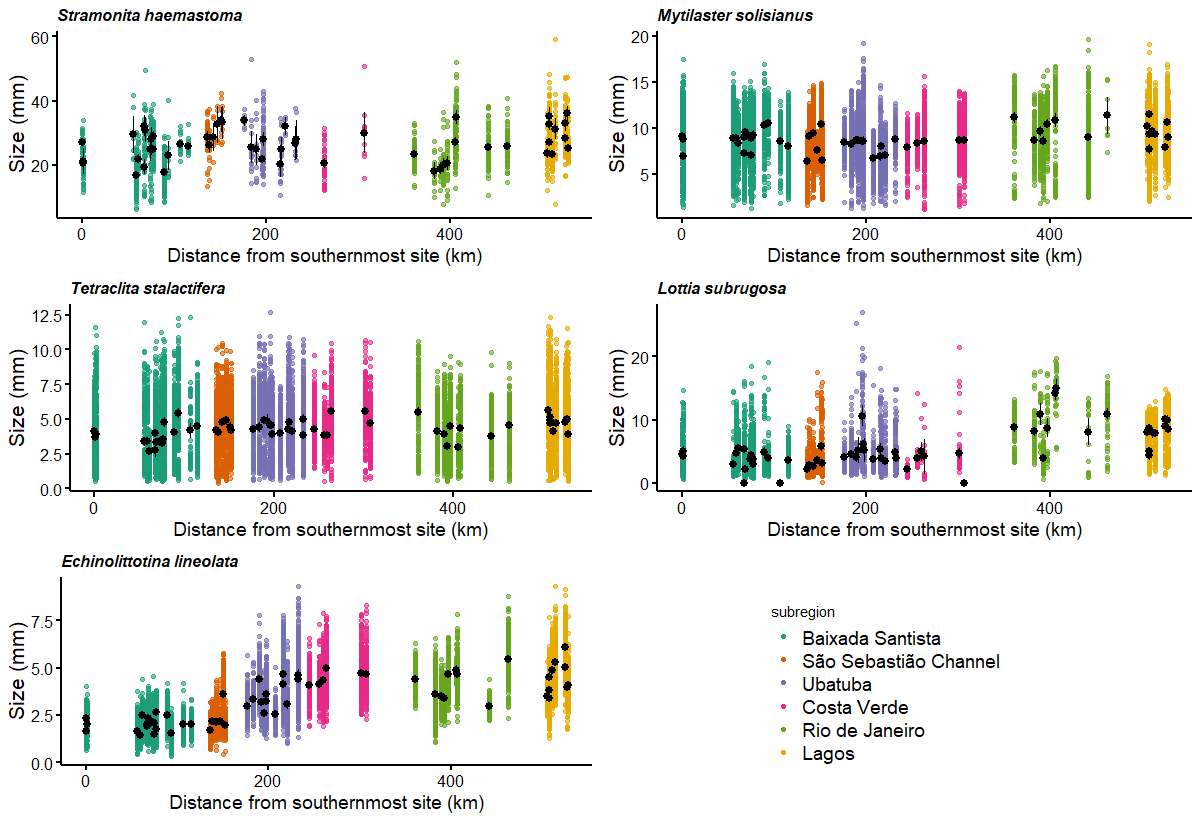 Stramonita haemastoma
Size (mm)
60
40
20
0
200
400
Distance from southernmost site (km)
Mytilaster solisianus
Size (mm)
20
15
10
5
0
200
400
Distance from southernmost site (km)
Tetraclita stalactifera
Size (mm)
12.5
10.0
7.5
5.0
2.5
0.0
0
200
400
Distance from southernmost site (km)
Lottia subrugosa
Size (mm)
20
10
0
0
200
400
Distance from southernmost site (km)
Echinolittotina lineolata
Size (mm)
7.5
5.0
2.5
0.0
0
200
400
Distance from southernmost site (km)
subregion
Baixada Santista
São Sebastião Channel
Ubatuba
Costa Verde
Rio de Janeiro
Lagos